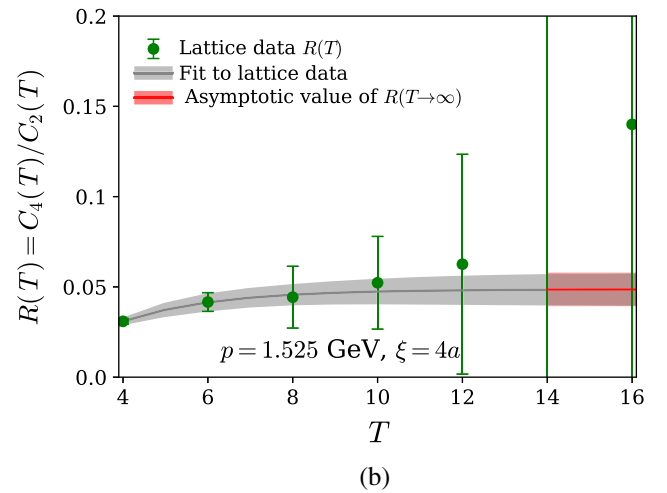 0.2
Lattice data R(T)
Fit to lattice data
Asymptotic value of R(T→∞)
0.15
0.1
0.05
0.0
R(T) = C₄(T)/C₂(T)
p = 1.525 GeV, ξ = 4a
4 6 8 10 12 14 16
T
(b)